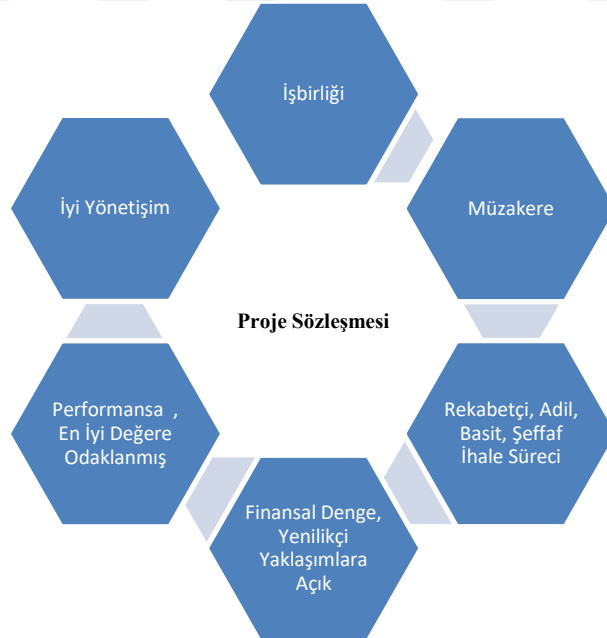 İşbirliği
Müzakere
Rekabetçi, Adil,
Basit, Şeffaf
İhale Süreci
Finansal Denge,
Yenilikçi
Yaklaşımlara
Açık
Performansa ,
En İyi Değere
Odaklanmış
İyi Yönetişim
Proje Sözleşmesi